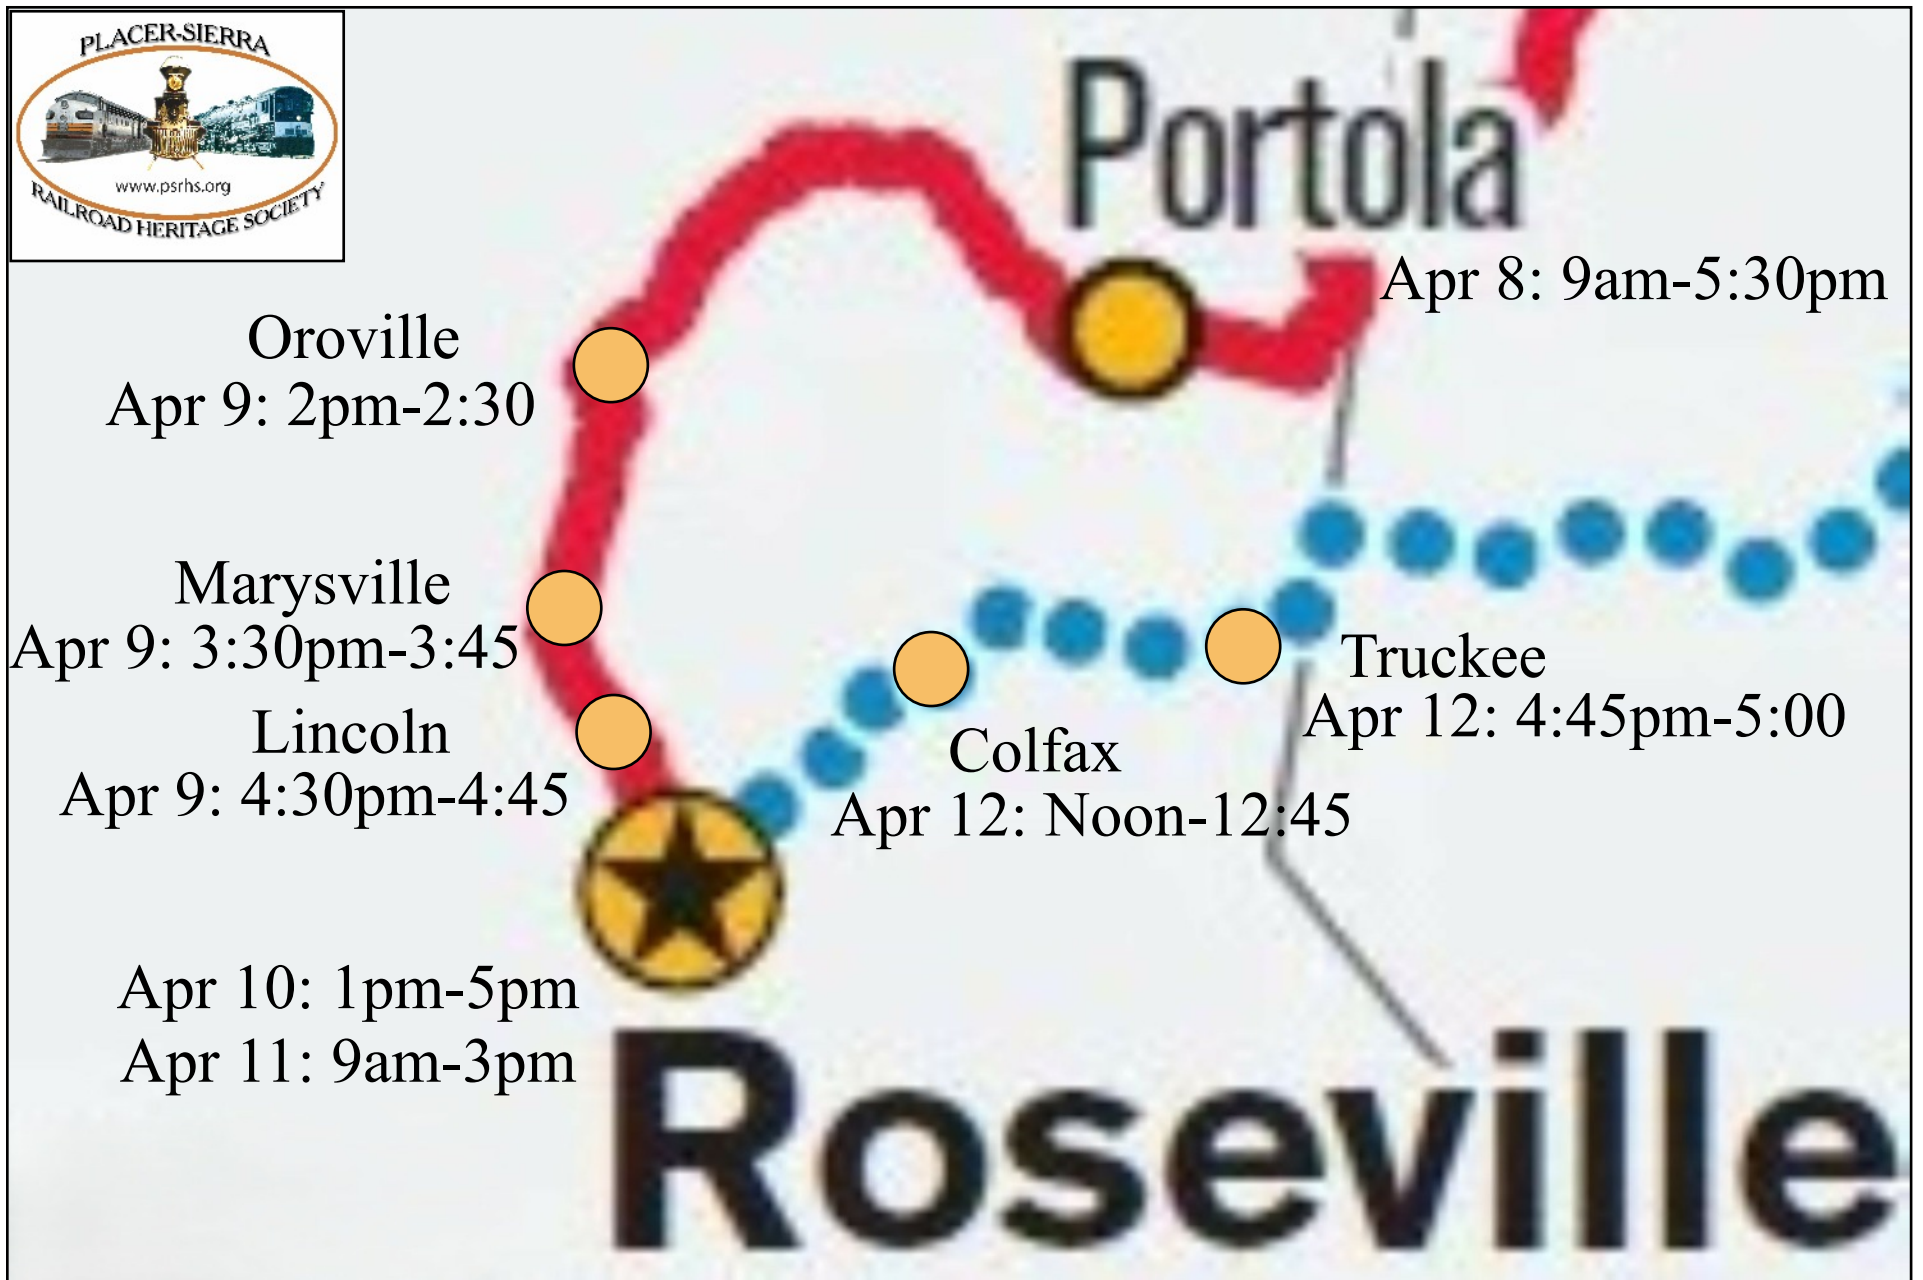 PLACER-SIERRA
www.psrhs.org
RAILROAD HERITAGE SOCIETY
Portola
Apr 8: 9am-5:30pm
Oroville
Apr 9: 2pm-2:30
Marysville
Apr 9: 3:30pm-3:45
Lincoln
Apr 9: 4:30pm-4:45
Truckee
Apr 12: 4:45pm-5:00
Colfax
Apr 12: Noon-12:45
Apr 10: 1pm-5pm
Apr 11: 9am-3pm
Roseville